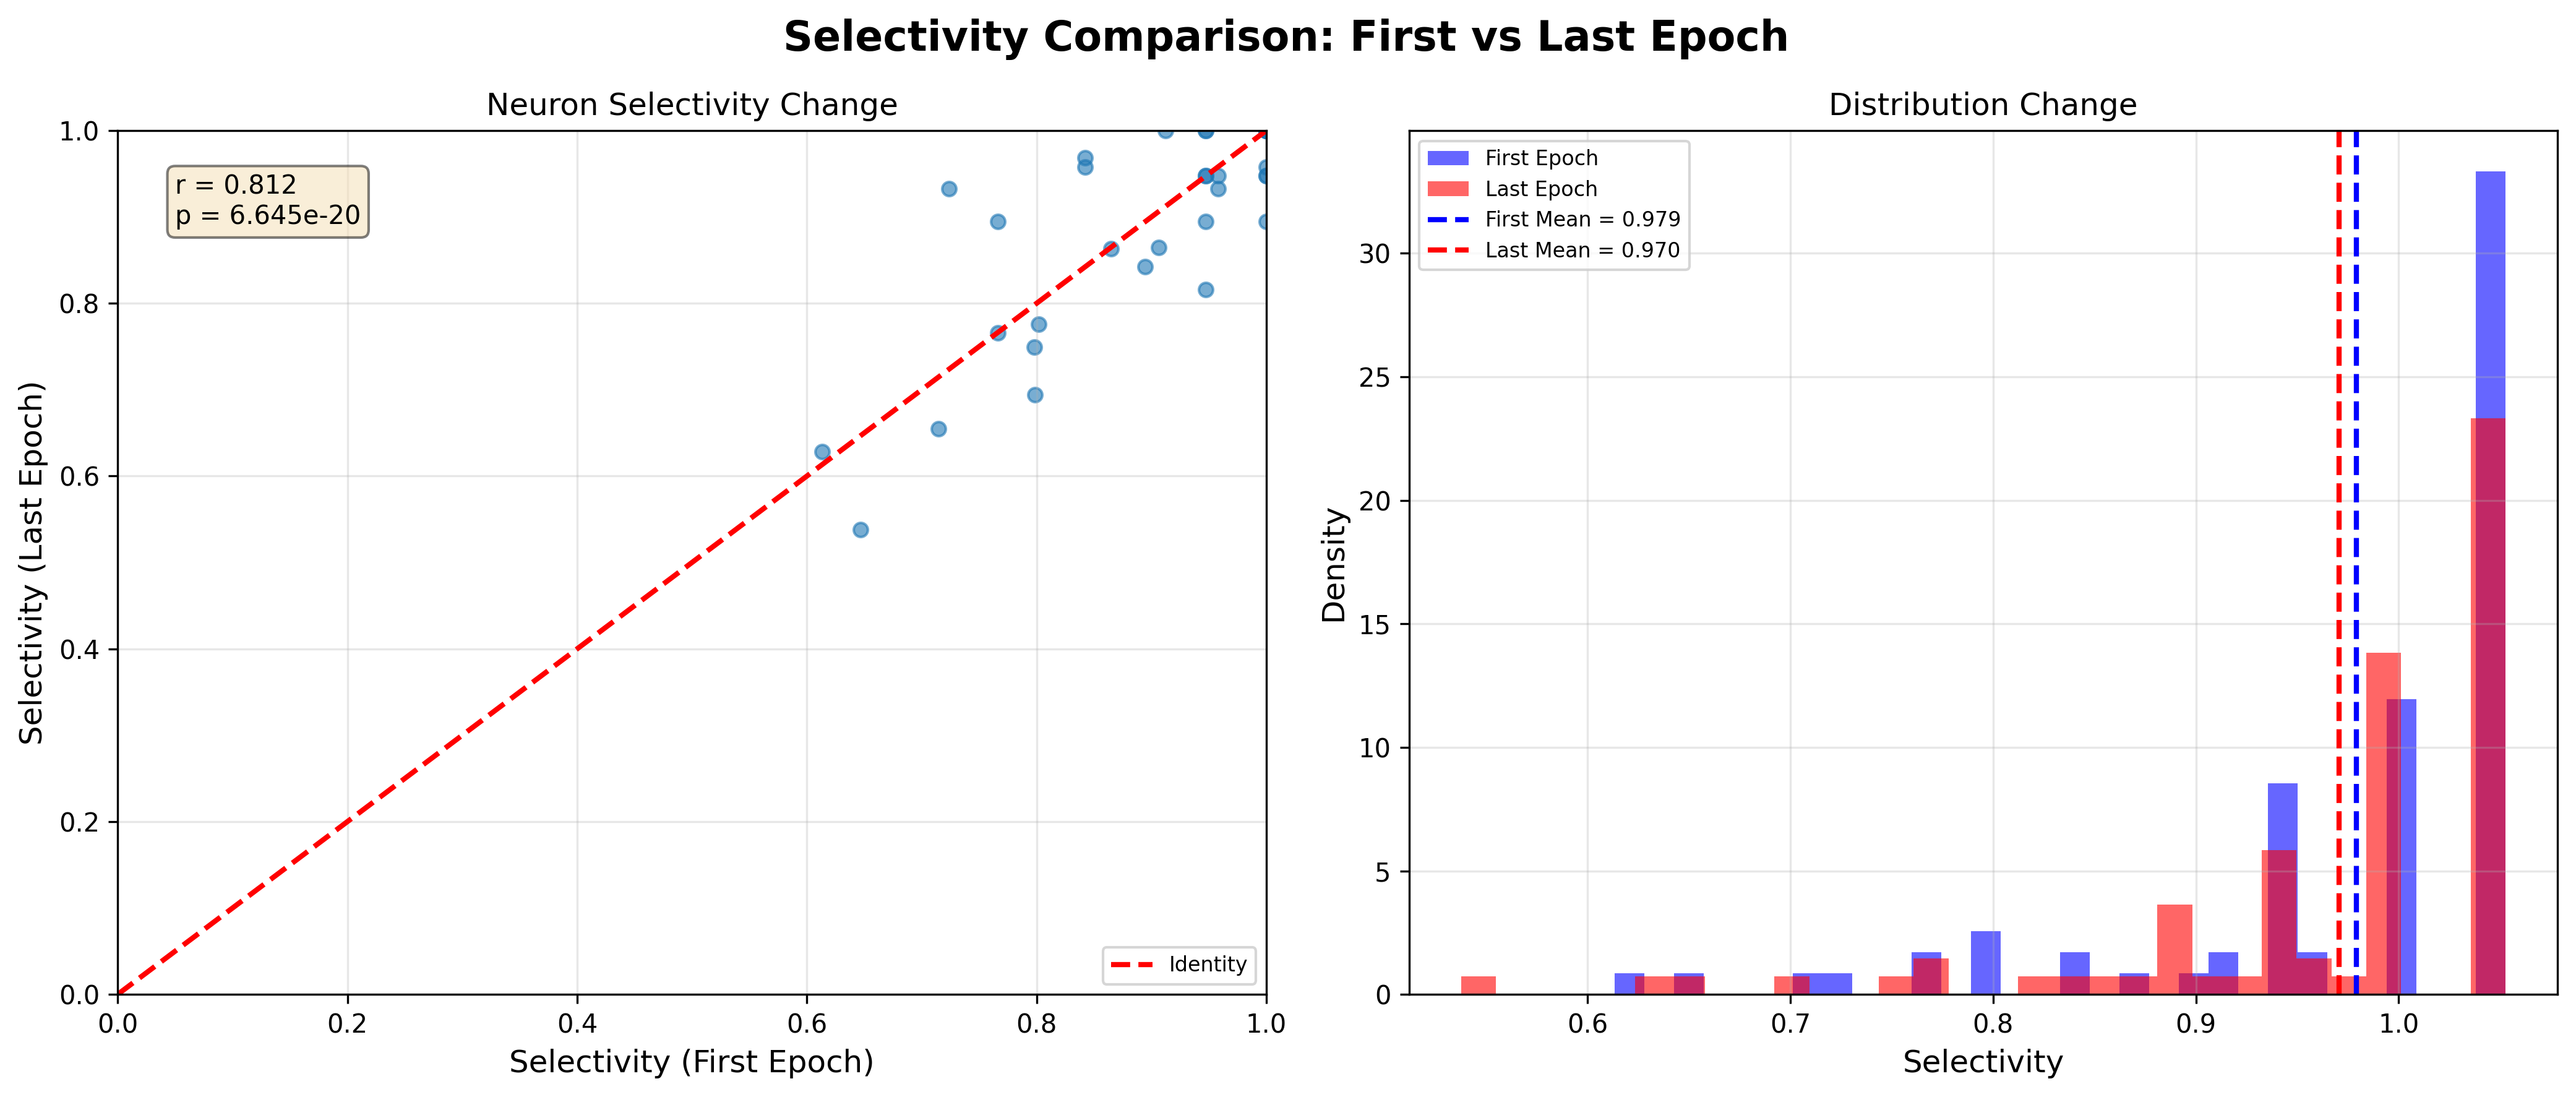 Selectivity Comparison: First vs Last Epoch
Neuron Selectivity Change
r = 0.812
p = 6.645e-20
1.0
0.8
0.6
0.4
0.2
0.0
Selectivity (Last Epoch)
Identity
0.0 0.2 0.4 0.6 0.8 1.0
Selectivity (First Epoch)
Distribution Change
First Epoch
Last Epoch
First Mean = 0.979
Last Mean = 0.970
30
25
20
15
10
5
0
Density
0.6 0.7 0.8 0.9 1.0
Selectivity